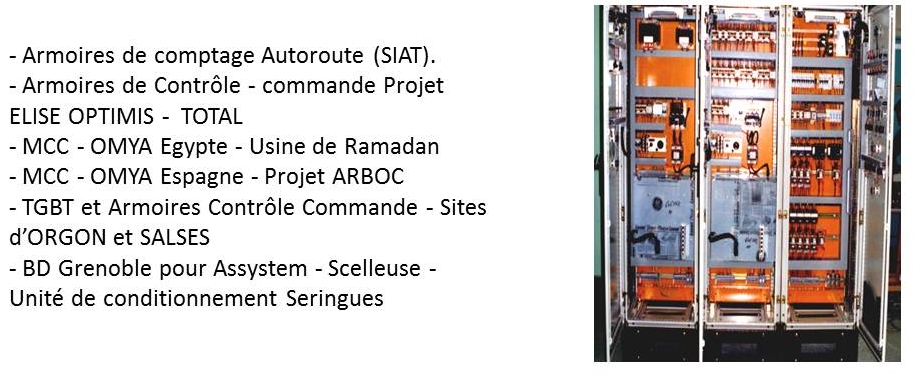 - Armoires de comptage Autoroute (SIAT).
- Armoires de Contrôle - commande Projet
ELISE OPTIMIS - TOTAL
- MCC - OMYA Egypte - Usine de Ramadan
- MCC - OMYA Espagne - Projet ARBOC
- TGBT et Armoires Contrôle Commande - Sites
d’ORGON et SALSES
- BD Grenoble pour Assystem - Scelleuse -
Unité de conditionnement Seringues